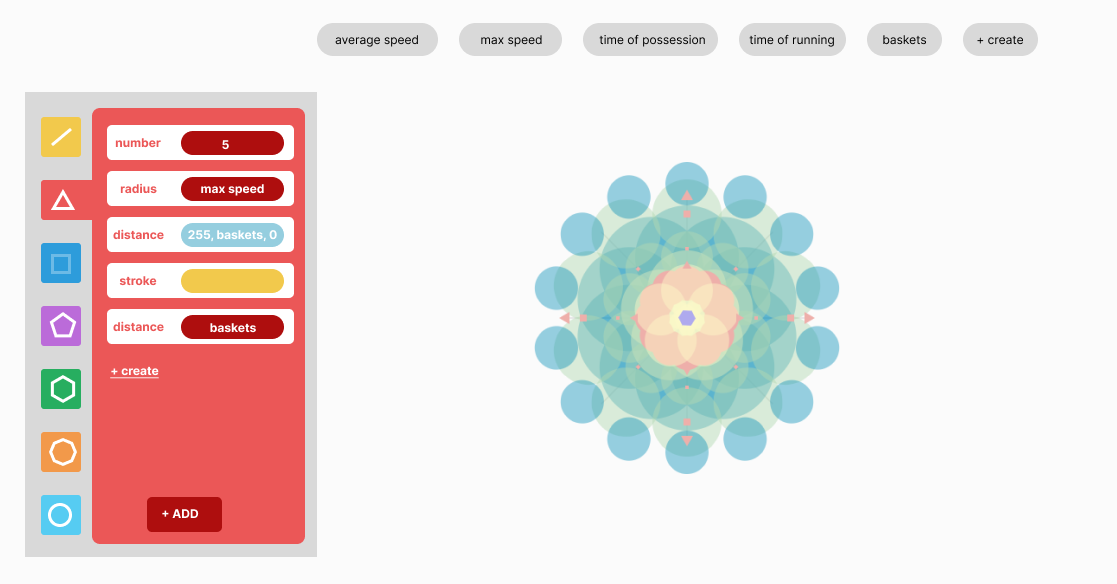 average speed
max speed
time of possession
time of running
baskets
+ create
number
5
radius
max speed
distance
255, baskets, 0
stroke
distance
baskets
+ create
+ ADD